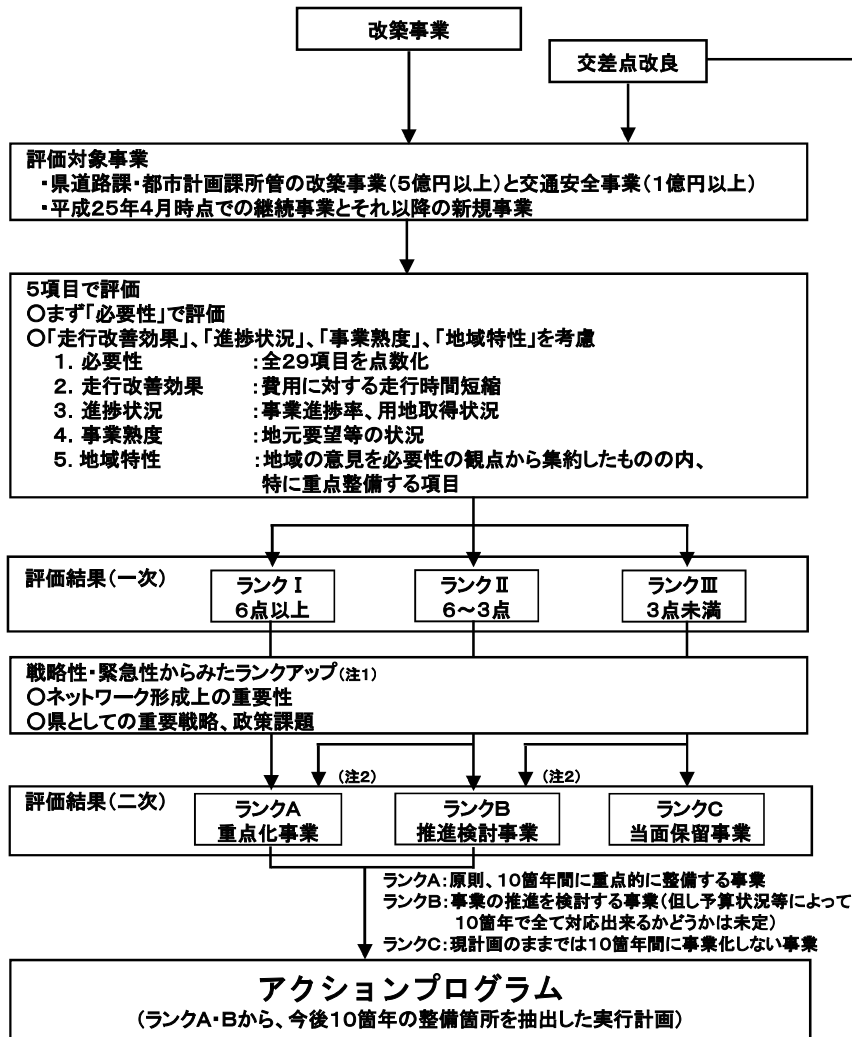 改築事業
交差点改良
評価対象事業
・県道路課・都市計画課所管の改築事業(5億円以上)と交通安全事業(1億円以上)
・平成25年4月時点での継続事業とそれ以降の新規事業
5項目で評価
○まず「必要性」で評価
○「走行改善効果」、「進捗状況」、「事業熟度」、「地域特性」を考慮
1. 必要性 :全29項目を点数化
2. 走行改善効果 :費用に対する走行時間短縮
3. 進捗状況 :事業進捗率、用地取得状況
4. 事業熟度 :地元要望等の状況
5. 地域特性 :地域の意見を必要性の観点から集約したものの内、
特に重点整備する項目
評価結果(一次)
ランクⅠ
6点以上
ランクⅡ
6~3点
ランクⅢ
3点未満
戦略性・緊急性からみたランクアップ(注1)
○ネットワーク形成上の重要性
○県としての重要戦略、政策課題
(注2)
(注2)
評価結果(二次)
ランクA
重点化事業
ランクB
推進検討事業
ランクC
当面保留事業
ランクA:原則、10箇年間に重点的に整備する事業
ランクB:事業の推進を検討する事業(但し予算状況等によって
10箇年で全て対応出来るかどうかは未定)
ランクC:現計画のままでは10箇年間に事業化しない事業
アクションプログラム
(ランクA・Bから、今後10箇年の整備箇所を抽出した実行計画)